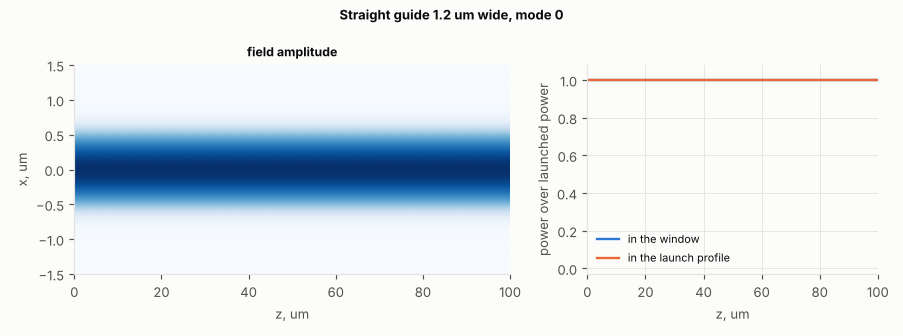 Straight guide 1.2 um wide, mode 0
field amplitude
x, um
1.5
1.0
0.5
0.0
−0.5
−1.0
−1.5
0 20 40 60 80 100
z, um
power over launched power
1.0
0.8
0.6
0.4
0.2
0.0
in the window
in the launch profile
0 20 40 60 80 100
z, um